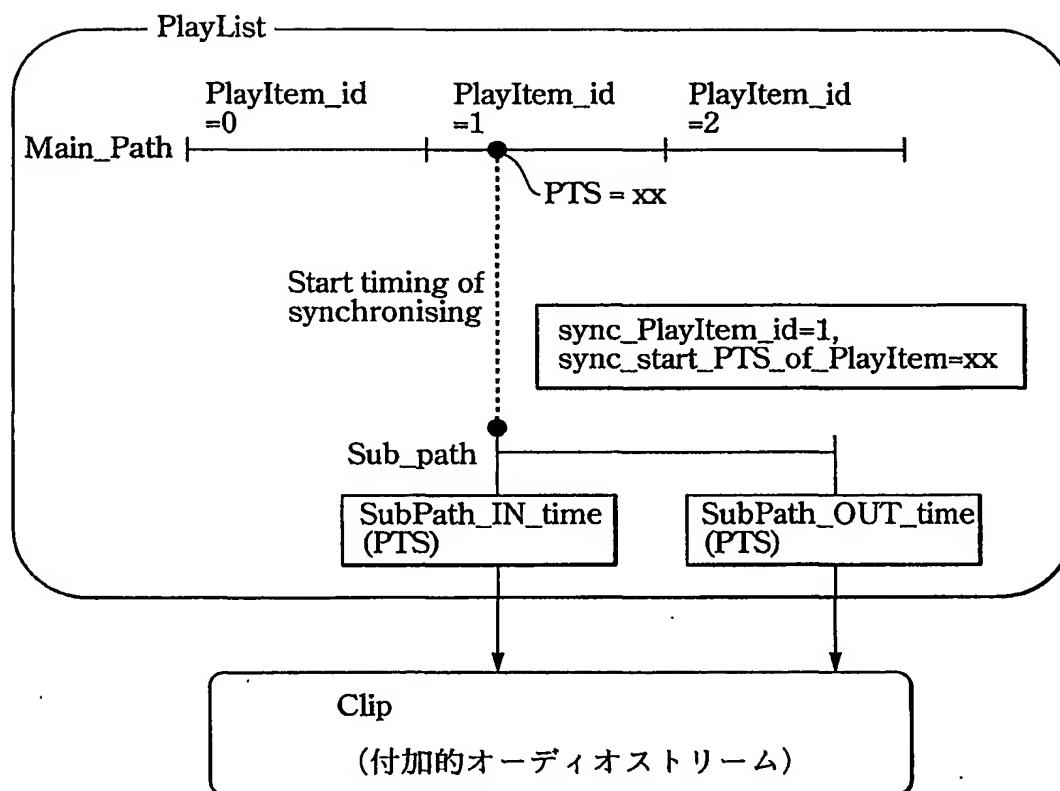 PlayList
PlayItem_id
=0
PlayItem_id
=1
PlayItem_id
=2
Main_Path
PTS = xx
Start timing of
synchronising
sync_PlayItem_id=1,
sync_start_PTS_of_PlayItem=xx
Sub_path
SubPath_IN_time
(PTS)
SubPath_OUT_time
(PTS)
Clip
(付加的オーディオストリーム)